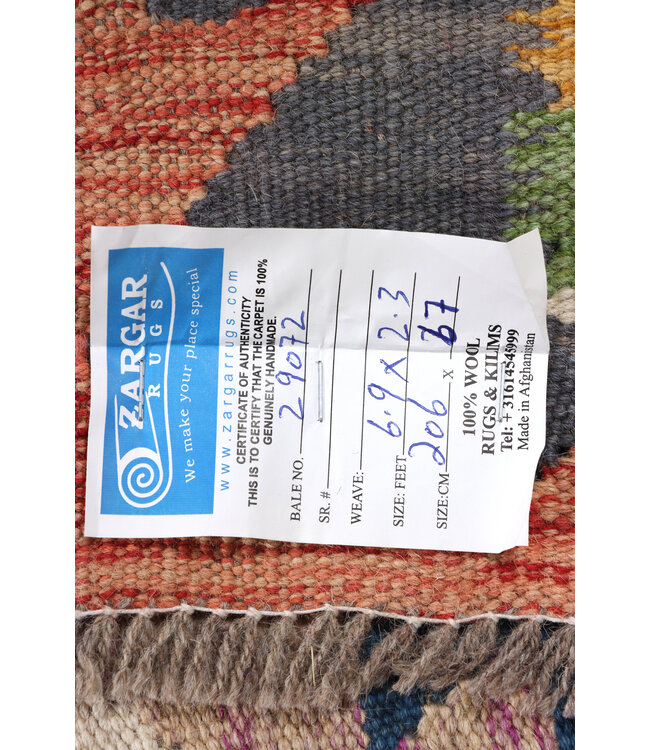 ZARGAR
RUGS
We make your place special
www.zargarrugs.com
CERTIFICATE OF AUTHENTICITY
THIS IS TO CERTIFY THAT THE CARPET IS 100%
GENUINELY HANDMADE.
BALE NO. 29072
SR. #
WEAVE:
SIZE: FEET 6.9 X 2.3
SIZE:CM 206 X 67
100% WOOL
RUGS & KILIMS
Tel: + 31614545999
Made in Afghanistan